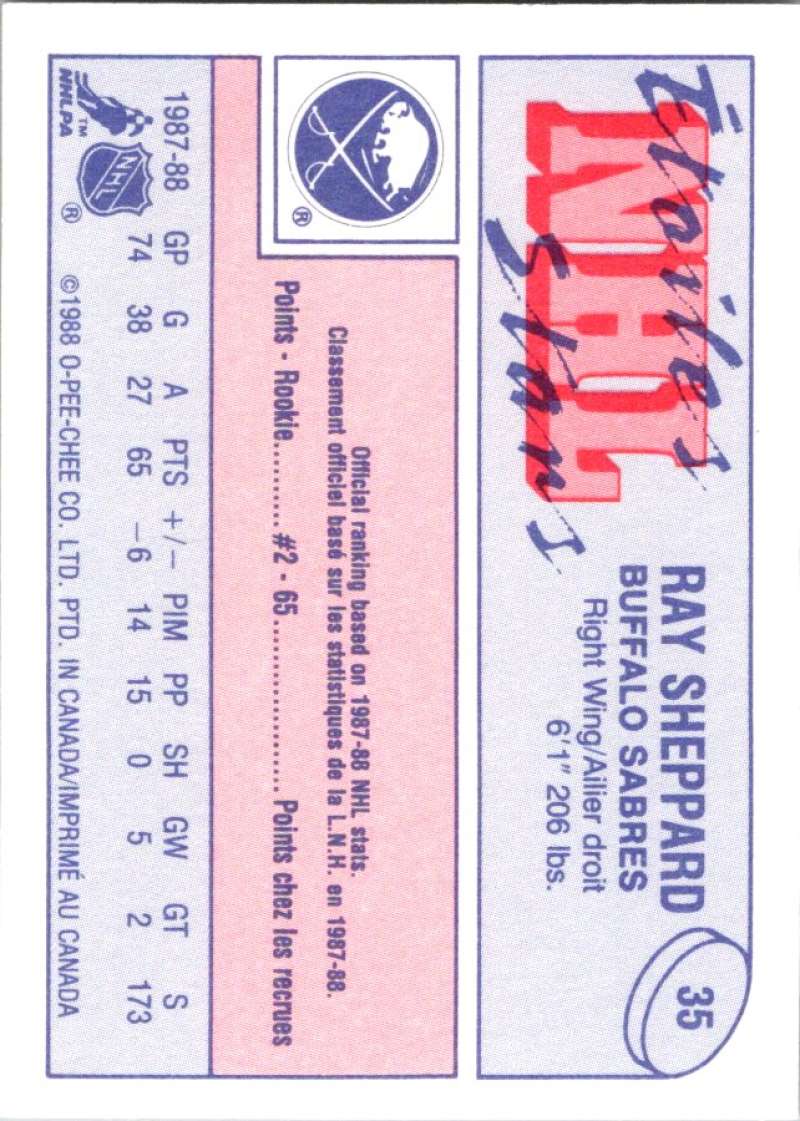 Étoiles
NHL
Stars
RAY SHEPPARD
BUFFALO SABRES
Right Wing/Ailier droit
6'1" 206 lbs.
35
®
Official ranking based on 1987-88 NHL stats.
Classement officiel basé sur les statistiques de la L.N.H. en 1987-88.
Points - Rookie......... #2 - 65..................... Points chez les recrues
1987-88 GP G A PTS +/− PIM PP SH GW GT S
74 38 27 65 −6 14 15 0 5 2 173
TM
NHLPA
NHL
®
©1988 O-PEE-CHEE CO. LTD. PTD. IN CANADA/IMPRIMÉ AU CANADA